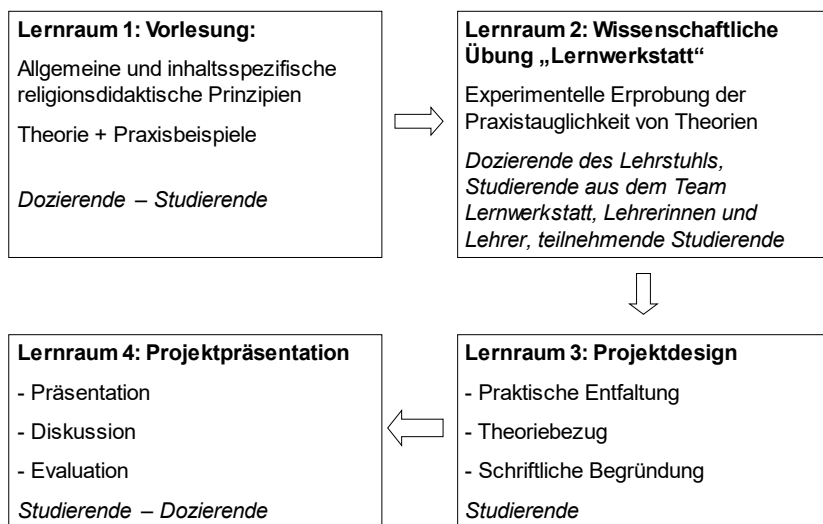 Lernraum 1: Vorlesung:
Allgemeine und inhaltsspezifische
religionsdidaktische Prinzipien
Theorie + Praxisbeispiele
Dozierende – Studierende
Lernraum 2: Wissenschaftliche
Übung „Lernwerkstatt“
Experimentelle Erprobung der
Praxistauglichkeit von Theorien
Dozierende des Lehrstuhls,
Studierende aus dem Team
Lernwerkstatt, Lehrerinnen und
Lehrer, teilnehmende Studierende
Lernraum 3: Projektdesign
- Praktische Entfaltung
- Theoriebezug
- Schriftliche Begründung
Studierende
Lernraum 4: Projektpräsentation
- Präsentation
- Diskussion
- Evaluation
Studierende – Dozierende